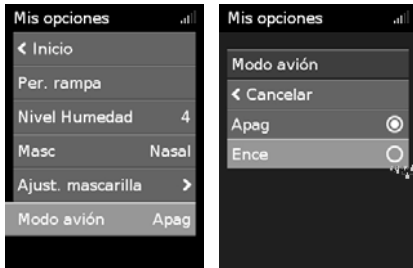 Mis opciones
Inicio
Per. rampa
Nivel Humedad 4
Masc Nasal
Ajust. mascarilla
Modo avión Apag
Mis opciones
Modo avión
Cancelar
Apag
Ence